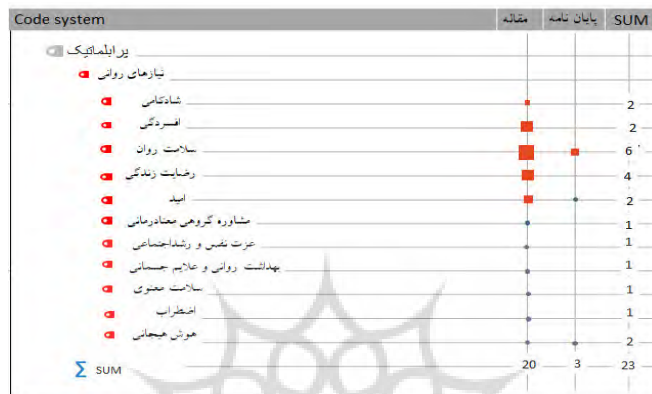 Code system مقاله پایان نامه SUM
پرابلماتیک
نیازهای روانی
شادکامی 2
افسردگی 2
سلامت روان 6
رضایت زندگی 4
امید 2
مشاوره گروهی معنادرمانی 1
عزت نفس و رشداجتماعی 1
بهداشت روانی و علایم جسمانی 1
سلامت معنوی 1
اضطراب 1
هوش هیجانی 2
∑ SUM 20 3 23